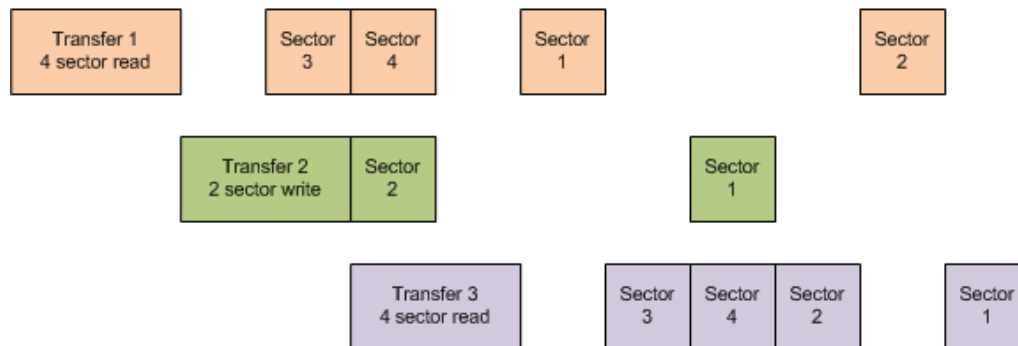 Transfer 1
4 sector read
Sector
3
Sector
4
Sector
1
Sector
2
Transfer 2
2 sector write
Sector
2
Sector
1
Transfer 3
4 sector read
Sector
3
Sector
4
Sector
2
Sector
1